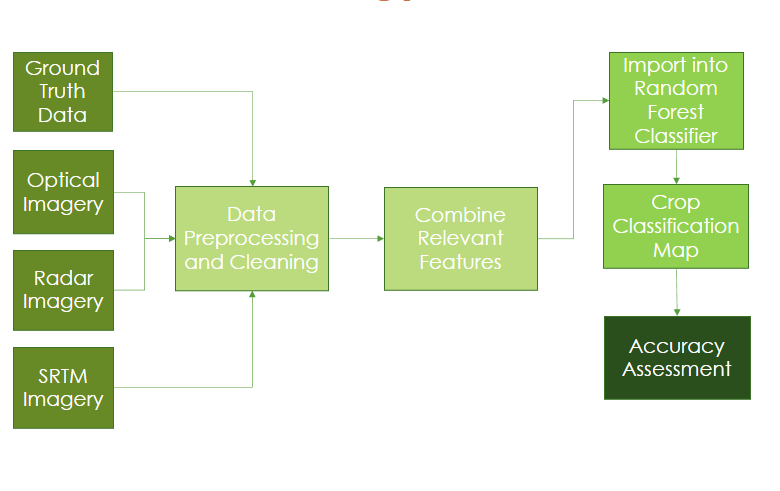 Ground
Truth
Data
Optical
Imagery
Radar
Imagery
SRTM
Imagery
Data
Preprocessing
and Cleaning
Combine
Relevant
Features
Import into
Random
Forest
Classifier
Crop
Classification
Map
Accuracy
Assessment